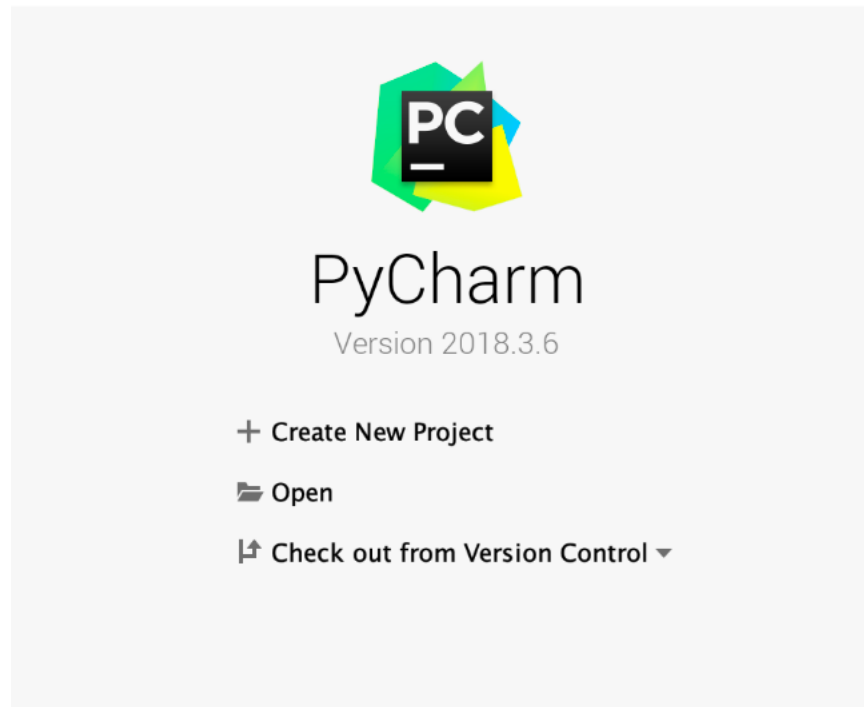 PC
PyCharm
Version 2018.3.6
Create New Project
Open
Check out from Version Control